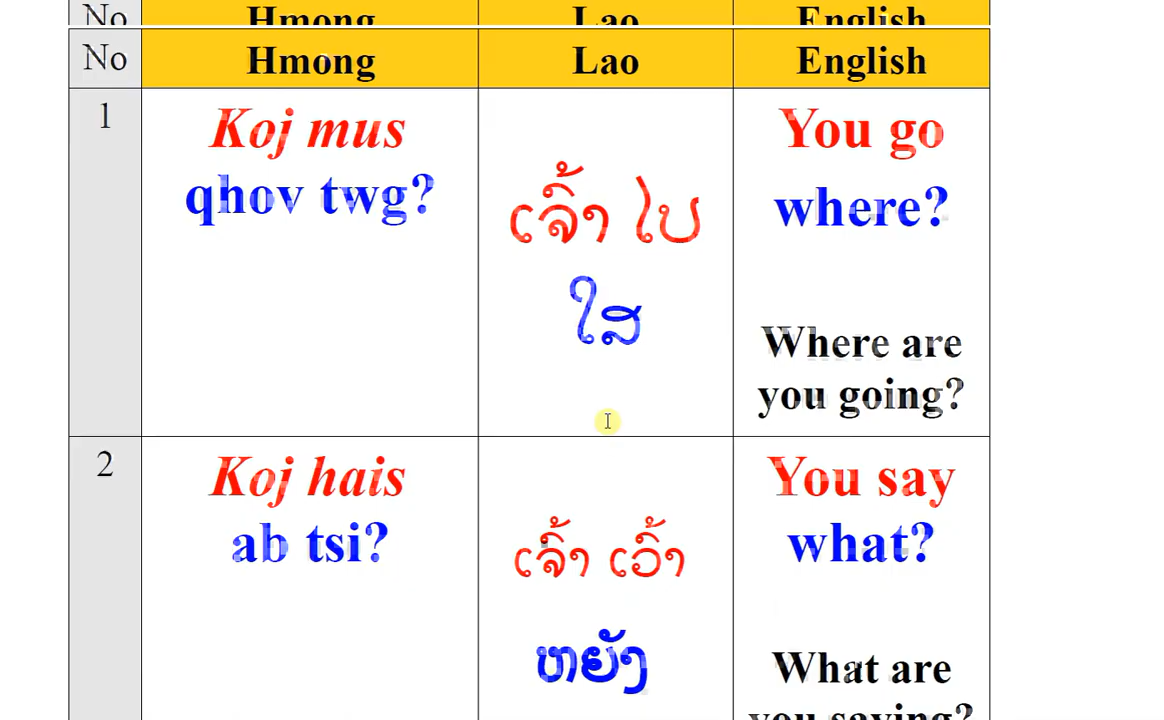 No Hmong Lao English
No Hmong Lao English
1
Koj mus
qhov twg?
ເຈົ້າ ໄປ
ໃສ
You go
where?
Where are
you going?
2
Koj hais
ab tsi?
ເຈົ້າ ເວົ້າ
ຫຍັງ
You say
what?
What are
you saying?